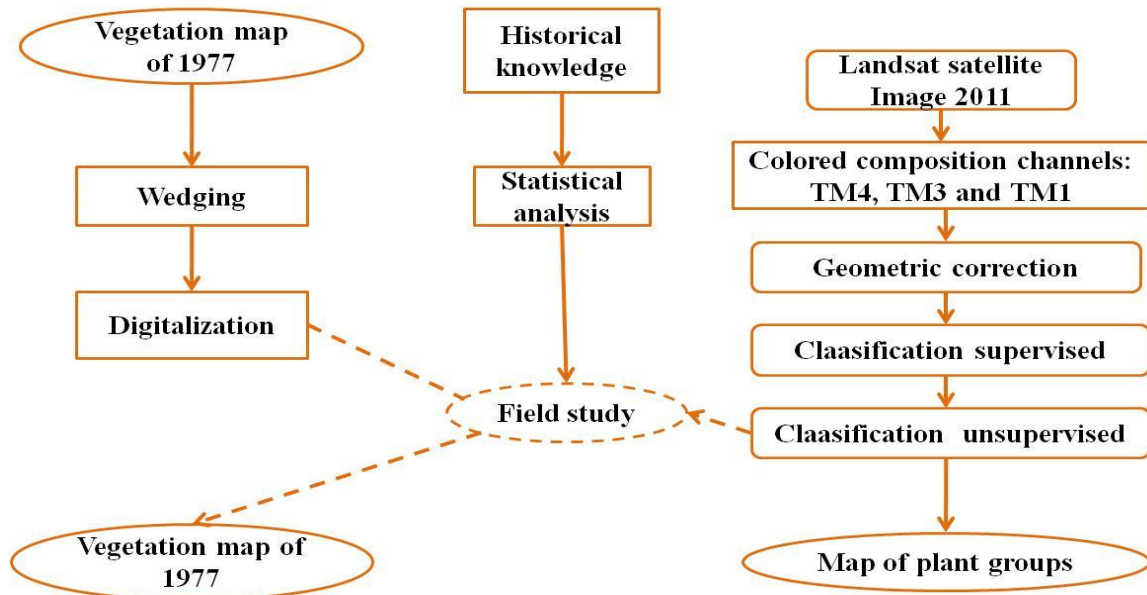 Vegetation map
of 1977
Wedging
Digitalization
Historical
knowledge
Statistical
analysis
Field study
Vegetation map of
1977
Landsat satellite
Image 2011
Colored composition channels:
TM4, TM3 and TM1
Geometric correction
Claasification supervised
Claasification unsupervised
Map of plant groups